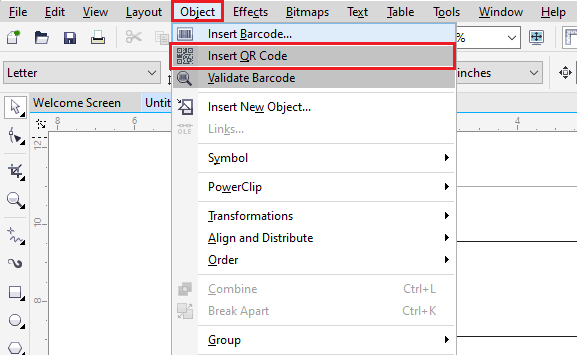 File Edit View Layout Object Effects Bitmaps Text Table Tools Window Help
Insert Barcode...
%
Letter
Insert QR Code
inches
Validate Barcode
Welcome Screen
Insert New Object...
Links...
8 6 4
12
Symbol
PowerClip
Transformations
10
Align and Distribute
Order
Combine Ctrl+L
8
Break Apart Ctrl+K
Group